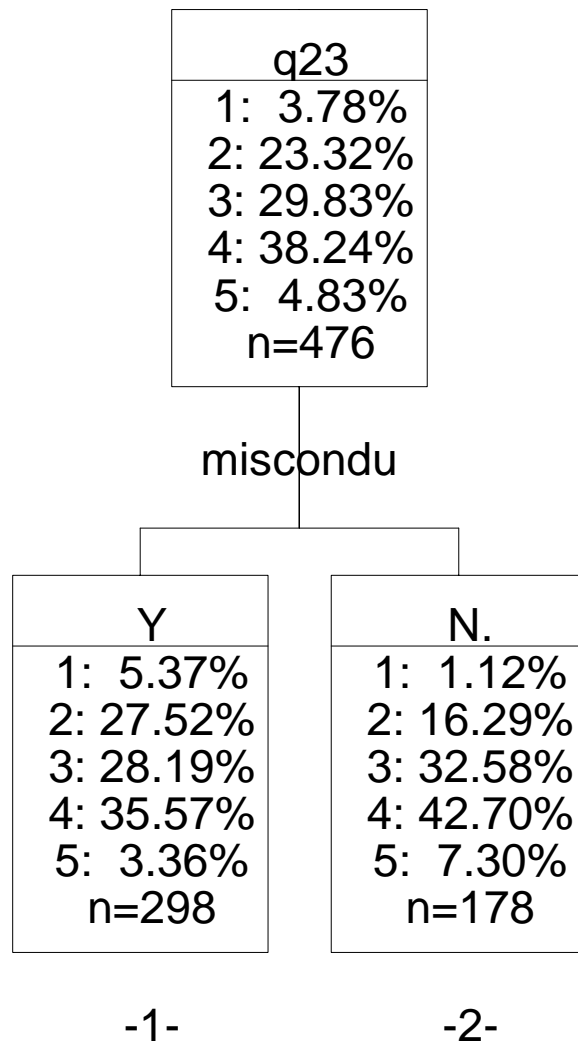 q23
1: 3.78%
2: 23.32%
3: 29.83%
4: 38.24%
5: 4.83%
n=476
miscondu
Y
1: 5.37%
2: 27.52%
3: 28.19%
4: 35.57%
5: 3.36%
n=298
N.
1: 1.12%
2: 16.29%
3: 32.58%
4: 42.70%
5: 7.30%
n=178
-1-
-2-